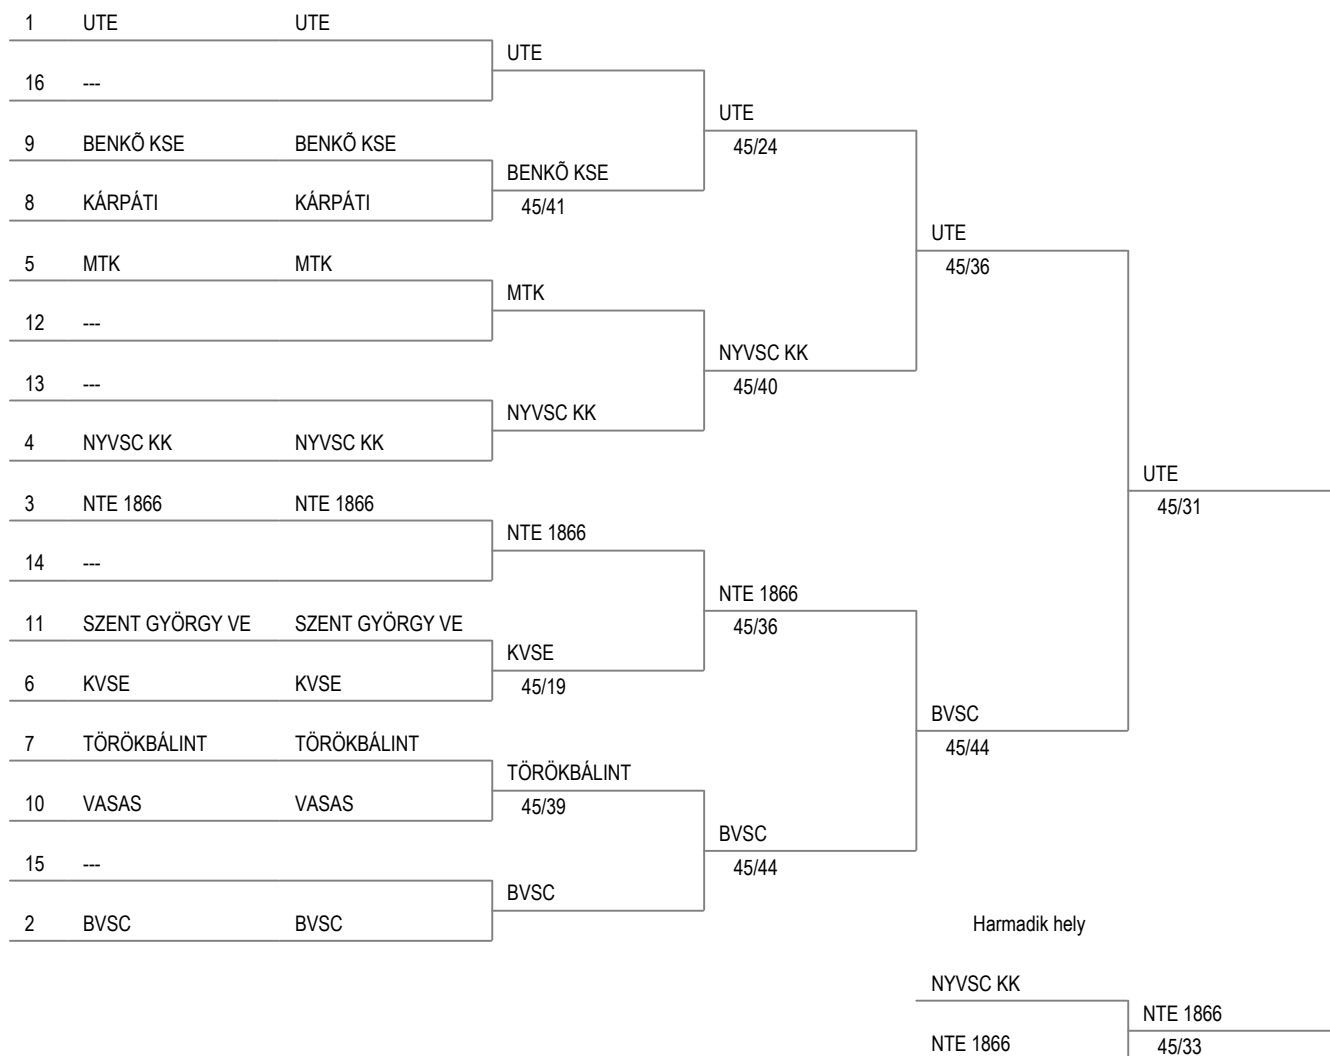 1 UTE UTE
UTE
16 ---
UTE
45/24
9 BENKÕ KSE BENKÕ KSE
BENKÕ KSE
45/41
8 KÁRPÁTI KÁRPÁTI
UTE
45/36
5 MTK MTK
MTK
12 ---
NYVSC KK
45/40
13 ---
NYVSC KK
4 NYVSC KK NYVSC KK
UTE
45/31
3 NTE 1866 NTE 1866
NTE 1866
14 ---
NTE 1866
45/36
11 SZENT GYÖRGY VE SZENT GYÖRGY VE
KVSE
45/19
6 KVSE KVSE
BVSC
45/44
7 TÖRÖKBÁLINT TÖRÖKBÁLINT
TÖRÖKBÁLINT
45/39
10 VASAS VASAS
BVSC
45/44
15 ---
BVSC
2 BVSC BVSC
Harmadik hely
NYVSC KK
NTE 1866
45/33
NTE 1866